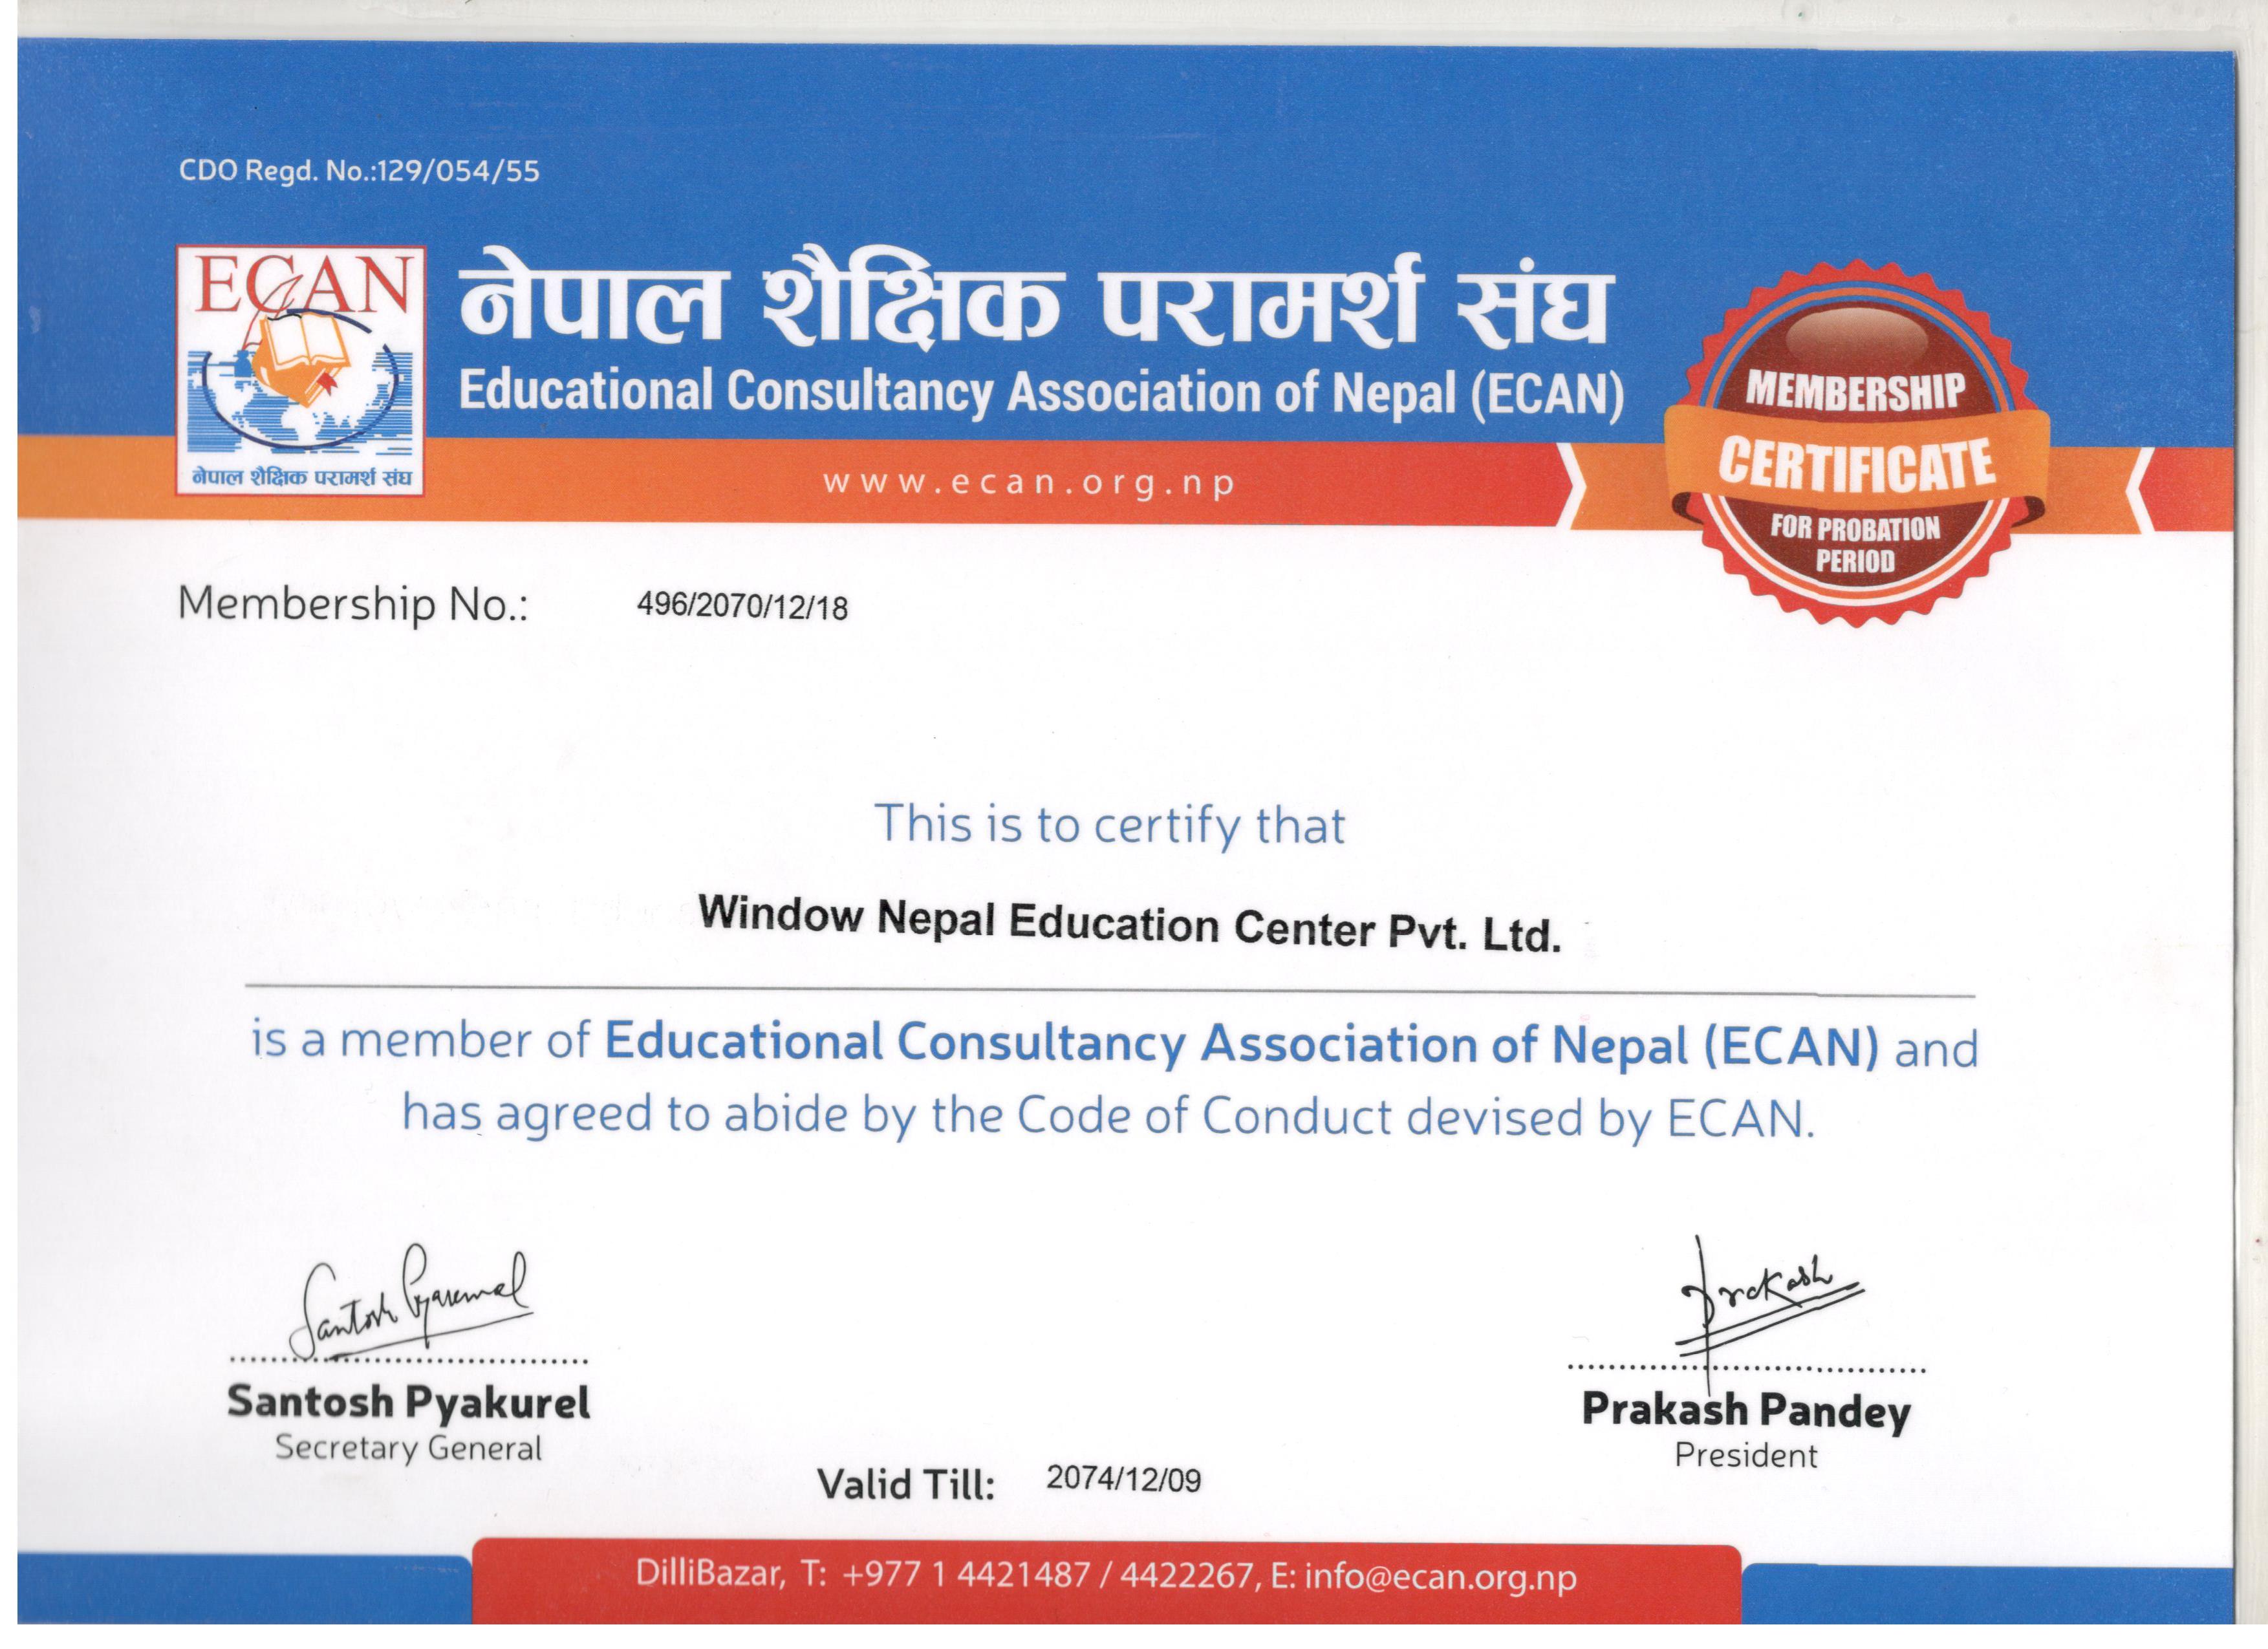 CDO Regd. No.:129/054/55
ECAN
नेपाल शैक्षिक परामर्श संघ
नेपाल शैक्षिक परामर्श संघ
Educational Consultancy Association of Nepal (ECAN)
www.ecan.org.np
MEMBERSHIP
CERTIFICATE
FOR PROBATION
PERIOD
Membership No.: 496/2070/12/18
This is to certify that
Window Nepal Education Center Pvt. Ltd.
is a member of Educational Consultancy Association of Nepal (ECAN) and
has agreed to abide by the Code of Conduct devised by ECAN.
Santosh Pyakurel
Santosh Pyakurel
Secretary General
Prakash
Prakash Pandey
President
Valid Till: 2074/12/09
DilliBazar, T: +977 1 4421487 / 4422267, E: info@ecan.org.np